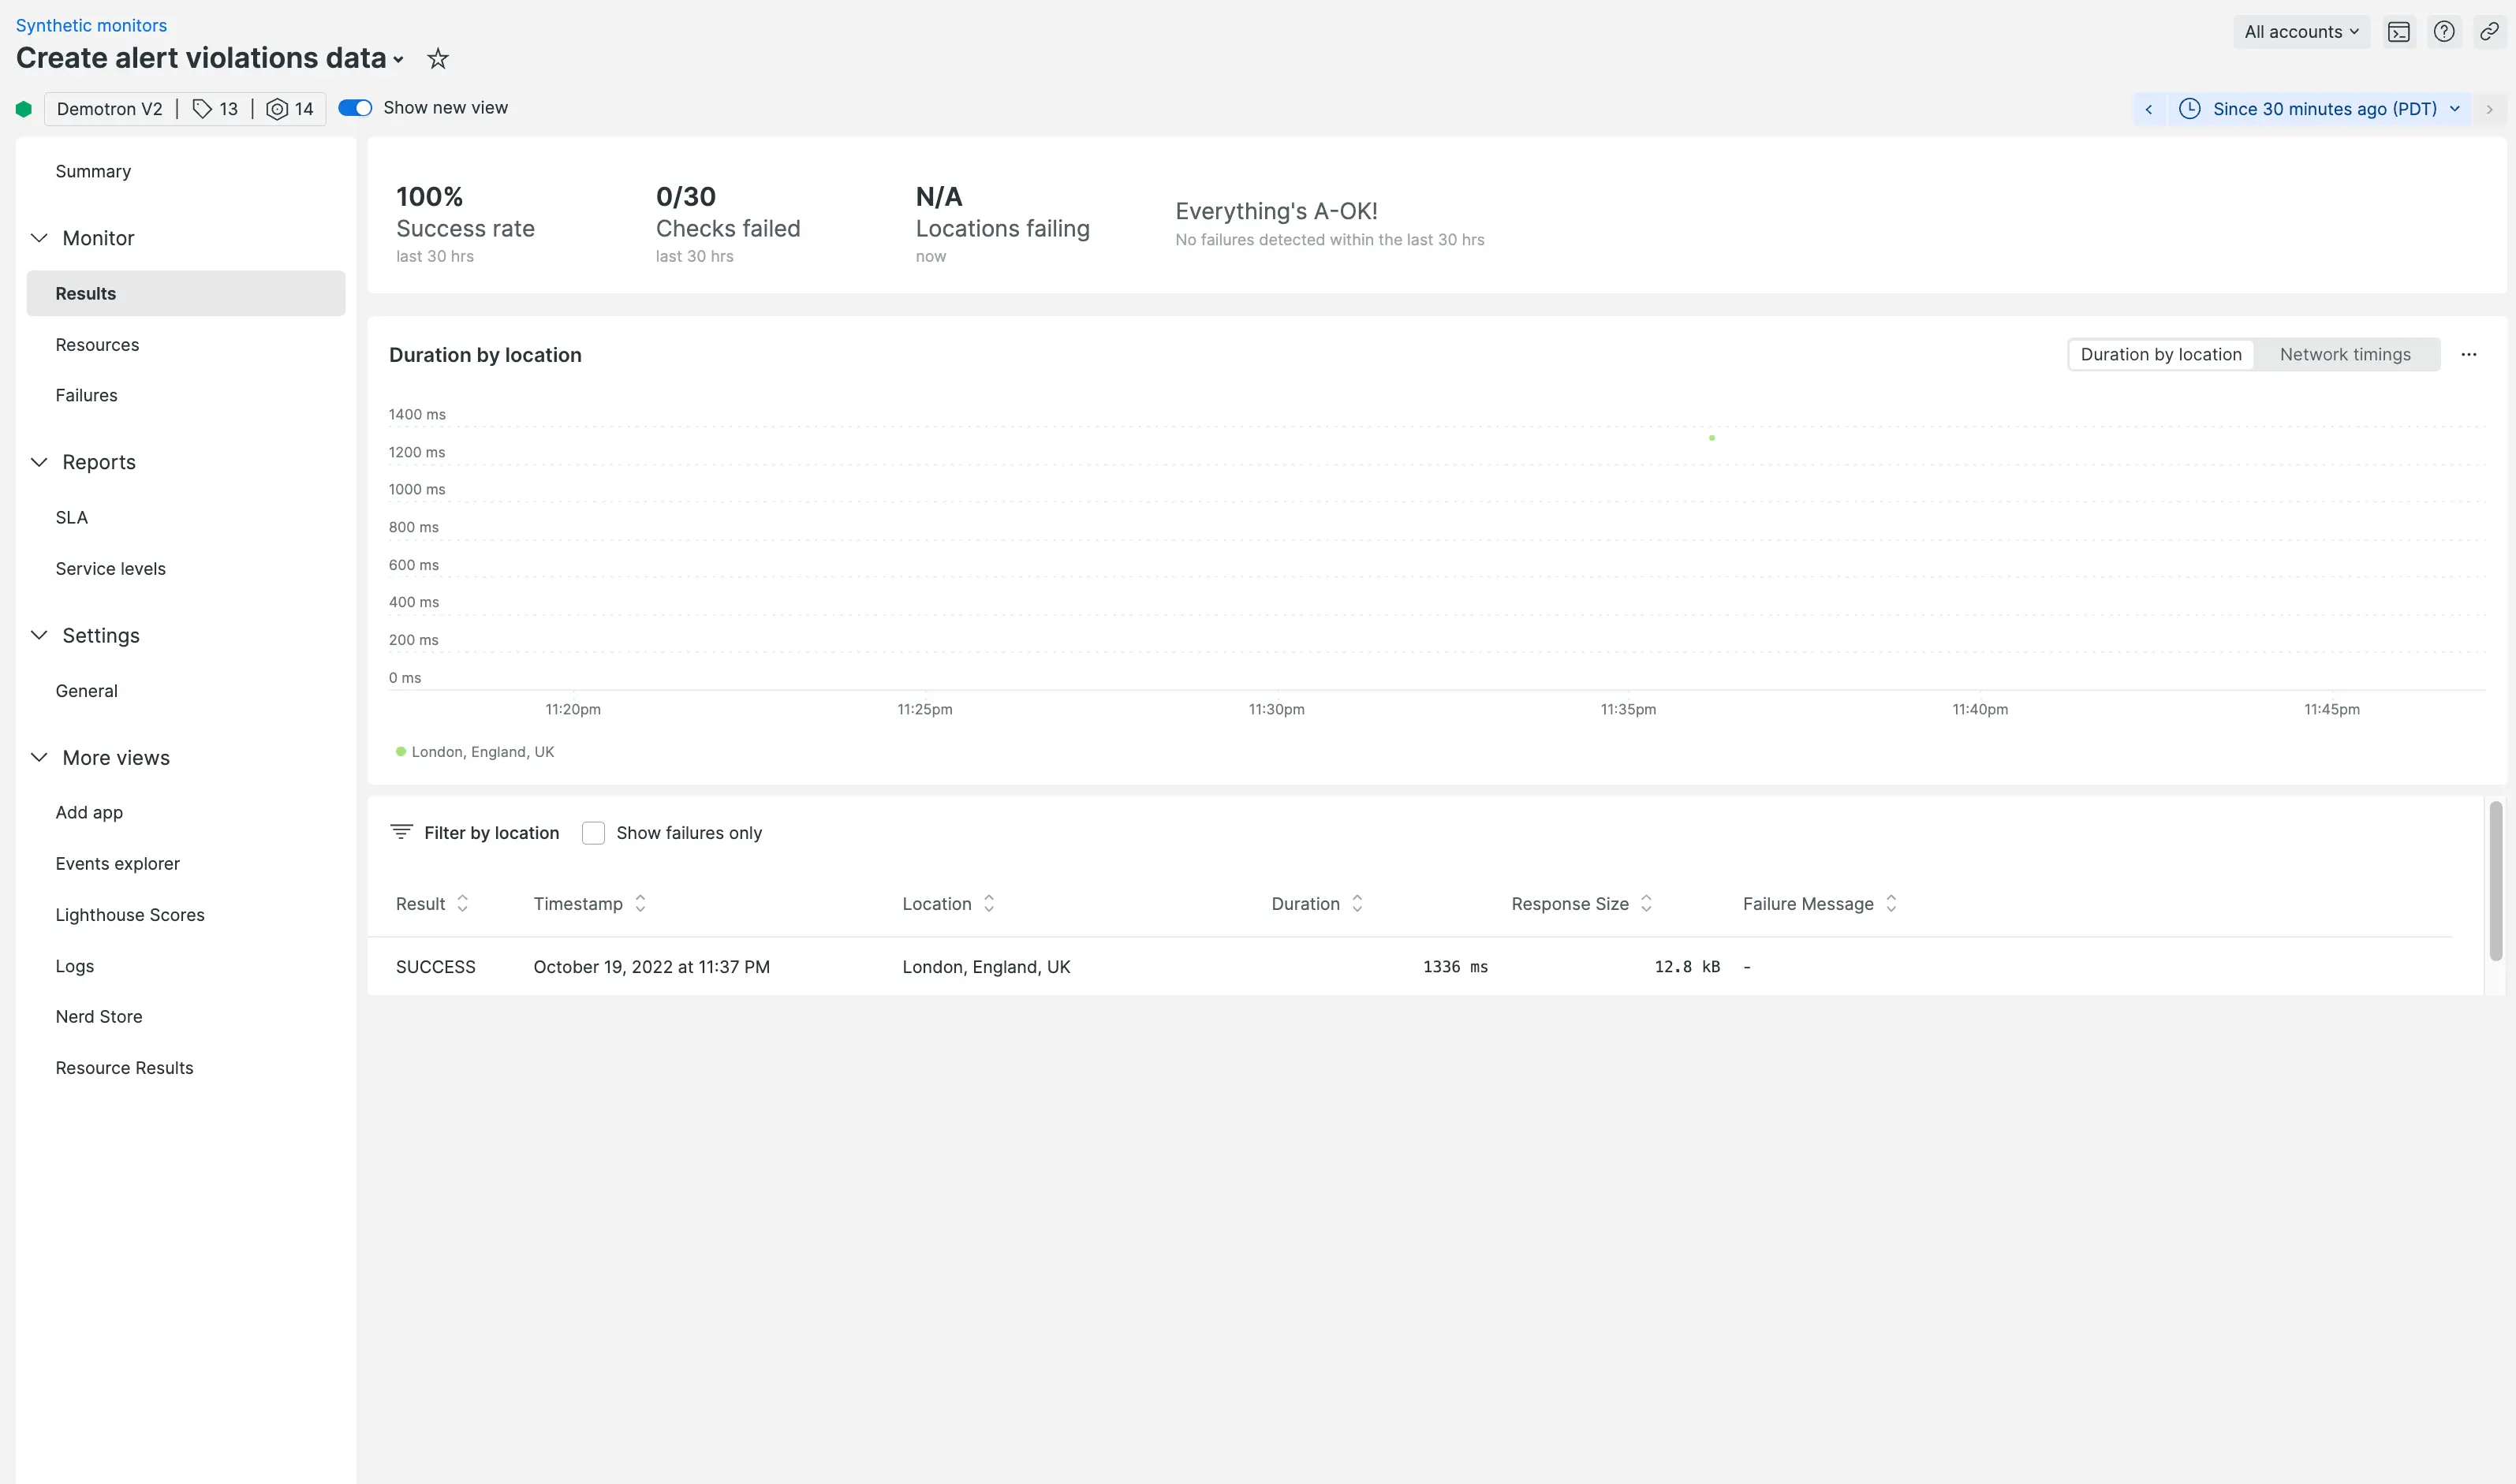 Synthetic monitors
Create alert violations data
All accounts
Demotron V2 | 13 | 14
Show new view
Since 30 minutes ago (PDT)
Summary
Monitor
Results
Resources
Failures
Reports
SLA
Service levels
Settings
General
More views
Add app
Events explorer
Lighthouse Scores
Logs
Nerd Store
Resource Results
100%
Success rate
last 30 hrs
0/30
Checks failed
last 30 hrs
N/A
Locations failing
now
Everything's A-OK!
No failures detected within the last 30 hrs
Duration by location
Duration by location
Network timings
1400 ms
1200 ms
1000 ms
800 ms
600 ms
400 ms
200 ms
0 ms
11:20pm 11:25pm 11:30pm 11:35pm 11:40pm 11:45pm
London, England, UK
Filter by location
Show failures only
Result Timestamp Location Duration Response Size Failure Message
SUCCESS October 19, 2022 at 11:37 PM London, England, UK 1336 ms 12.8 kB -